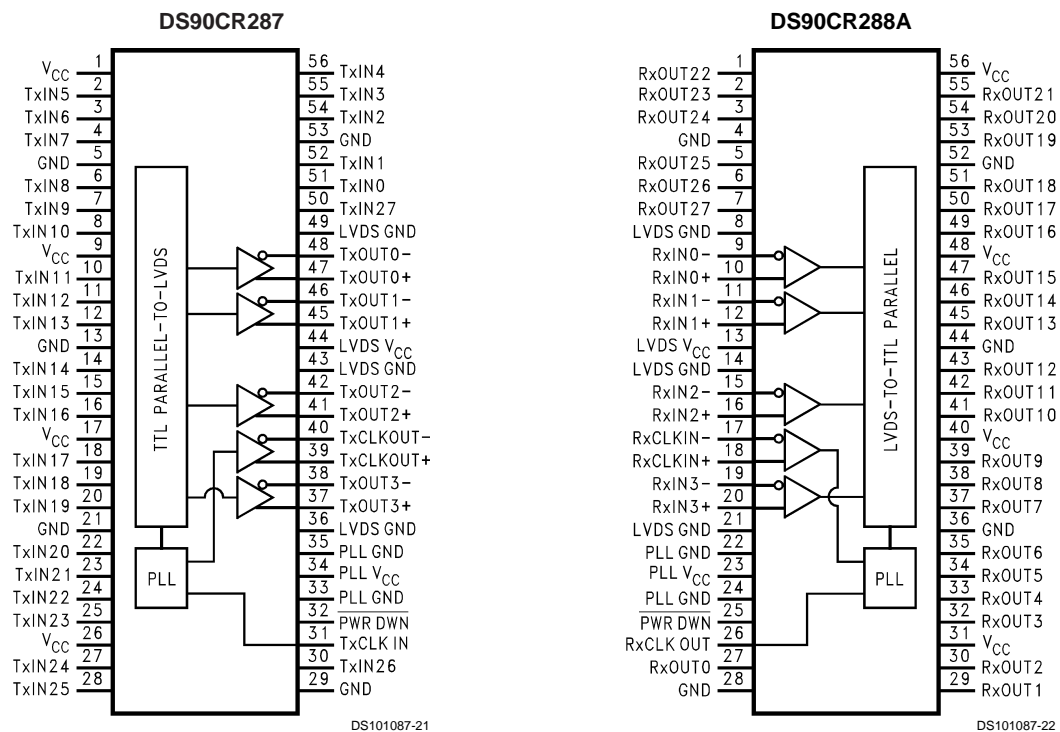 DS90CR287
VCC 1
TxIN5 2
TxIN6 3
TxIN7 4
GND 5
TxIN8 6
TxIN9 7
TxIN10 8
VCC 9
TxIN11 10
TxIN12 11
TxIN13 12
GND 13
TxIN14 14
TxIN15 15
TxIN16 16
VCC 17
TxIN17 18
TxIN18 19
TxIN19 20
GND 21
TxIN20 22
TxIN21 23
TxIN22 24
TxIN23 25
VCC 26
TxIN24 27
TxIN25 28
TTL PARALLEL-TO-LVDS
PLL
56 TxIN4
55 TxIN3
54 TxIN2
53 GND
52 TxIN1
51 TxIN0
50 TxIN27
49 LVDS GND
48 TxOUT0-
47 TxOUT0+
46 TxOUT1-
45 TxOUT1+
44 LVDS VCC
43 LVDS GND
42 TxOUT2-
41 TxOUT2+
40 TxCLKOUT-
39 TxCLKOUT+
38 TxOUT3-
37 TxOUT3+
36 LVDS GND
35 PLL GND
34 PLL VCC
33 PLL GND
32 PWR DWN
31 TxCLK IN
30 TxIN26
29 GND
DS101087-21
DS90CR288A
RxOUT22 1
RxOUT23 2
RxOUT24 3
GND 4
RxOUT25 5
RxOUT26 6
RxOUT27 7
LVDS GND 8
RxIN0- 9
RxIN0+ 10
RxIN1- 11
RxIN1+ 12
LVDS VCC 13
LVDS GND 14
RxIN2- 15
RxIN2+ 16
RxCLKIN- 17
RxCLKIN+ 18
RxIN3- 19
RxIN3+ 20
LVDS GND 21
PLL GND 22
PLL VCC 23
PLL GND 24
PWR DWN 25
RxCLK OUT 26
RxOUT0 27
GND 28
LVDS-TO-TTL PARALLEL
PLL
56 VCC
55 RxOUT21
54 RxOUT20
53 RxOUT19
52 GND
51 RxOUT18
50 RxOUT17
49 RxOUT16
48 VCC
47 RxOUT15
46 RxOUT14
45 RxOUT13
44 GND
43 RxOUT12
42 RxOUT11
41 RxOUT10
40 VCC
39 RxOUT9
38 RxOUT8
37 RxOUT7
36 GND
35 RxOUT6
34 RxOUT5
33 RxOUT4
32 RxOUT3
31 VCC
30 RxOUT2
29 RxOUT1
DS101087-22